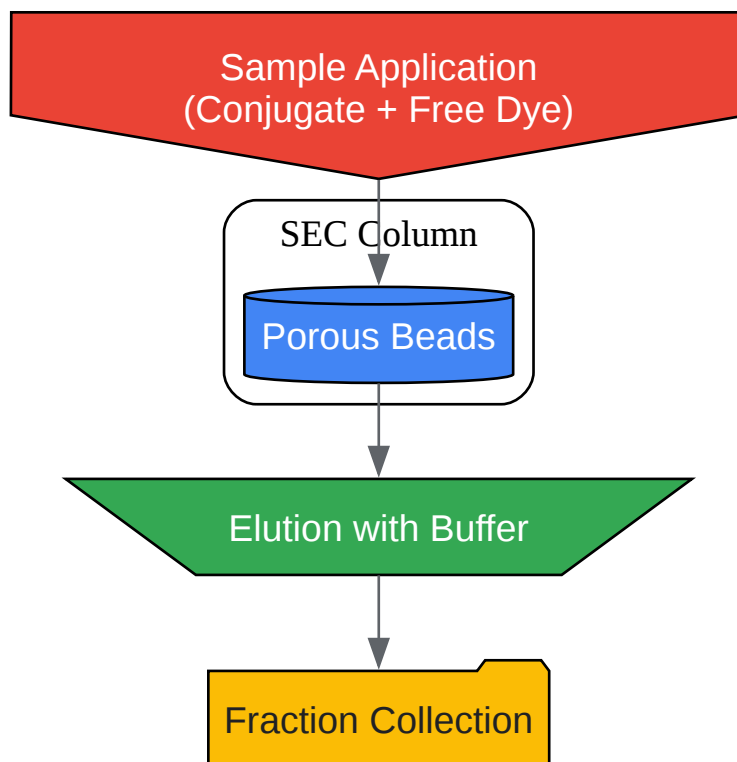 Sample Application
(Conjugate + Free Dye)
SEC Column
Porous Beads
Elution with Buffer
Fraction Collection